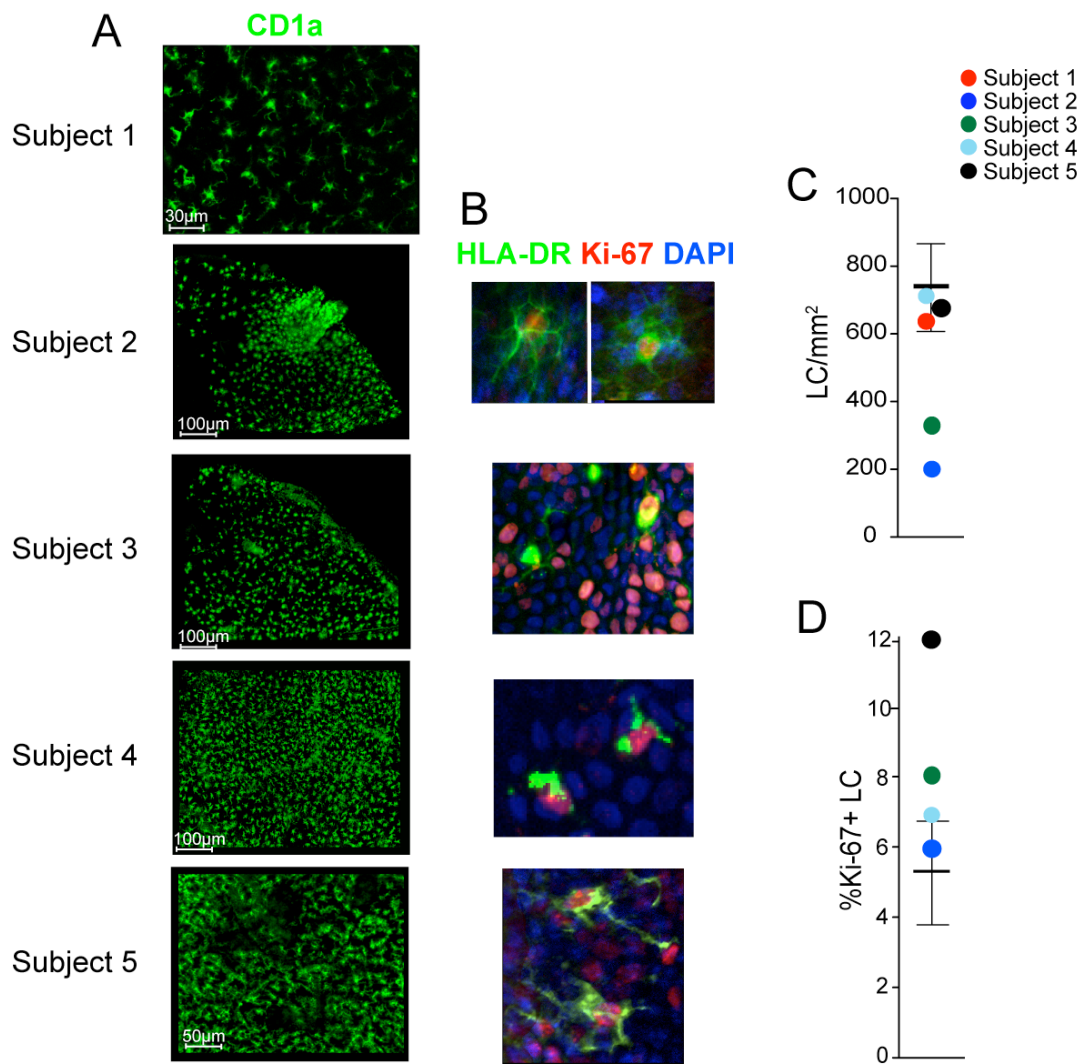 A
CD1a
Subject 1
30µm
Subject 2
100µm
Subject 3
100µm
Subject 4
100µm
Subject 5
50µm
B
HLA-DR Ki-67 DAPI
Subject 1
Subject 2
Subject 3
Subject 4
Subject 5
C
LC/mm²
1000
800
600
400
200
0
D
%Ki-67+ LC
12
10
8
6
4
2
0